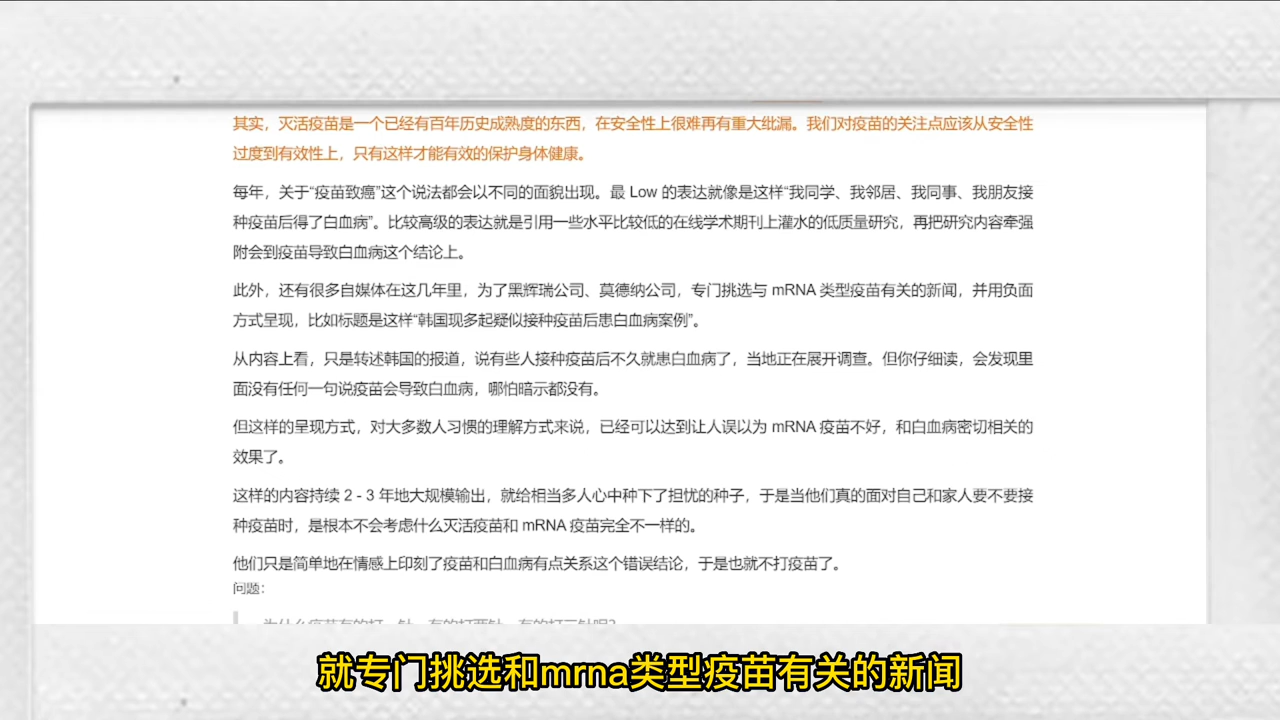 其实，灭活疫苗是一个已经有百年历史成熟度的东西，在安全性上很难再有重大纰漏。我们对疫苗的关注点应该从安全性
过度到有效性上，只有这样才能有效的保护身体健康。
每年，关于“疫苗致癌”这个说法都会以不同的面貌出现。最 Low 的表达就像是这样“我同学、我邻居、我同事、我朋友接
种疫苗后得了白血病”。比较高级的表达就是引用一些水平比较低的在线学术期刊上灌水的低质量研究，再把研究内容牵强
附会到疫苗导致白血病这个结论上。
此外，还有很多自媒体在这几年里，为了黑辉瑞公司、莫德纳公司，专门挑选与 mRNA 类型疫苗有关的新闻，并用负面
方式呈现，比如标题是这样“韩国现多起疑似接种疫苗后患白血病案例”。
从内容上看，只是转述韩国的报道，说有些人接种疫苗后不久就患白血病了，当地正在展开调查。但你仔细读，会发现里
面没有任何一句说疫苗会导致白血病，哪怕暗示都没有。
但这样的呈现方式，对大多数人习惯的理解方式来说，已经可以达到让人误以为 mRNA 疫苗不好，和白血病密切相关的
效果了。
这样的内容持续 2 - 3 年地大规模输出，就给相当多人心中种下了担忧的种子，于是当他们真的面对自己和家人要不要接
种疫苗时，是根本不会考虑什么灭活疫苗和 mRNA 疫苗完全不一样的。
他们只是简单地在情感上印刻了疫苗和白血病有点关系这个错误结论，于是也就不打疫苗了。
问题：
为什么疫苗有的打一针，有的打两针，有的打三针呢？
就专门挑选和mrna类型疫苗有关的新闻